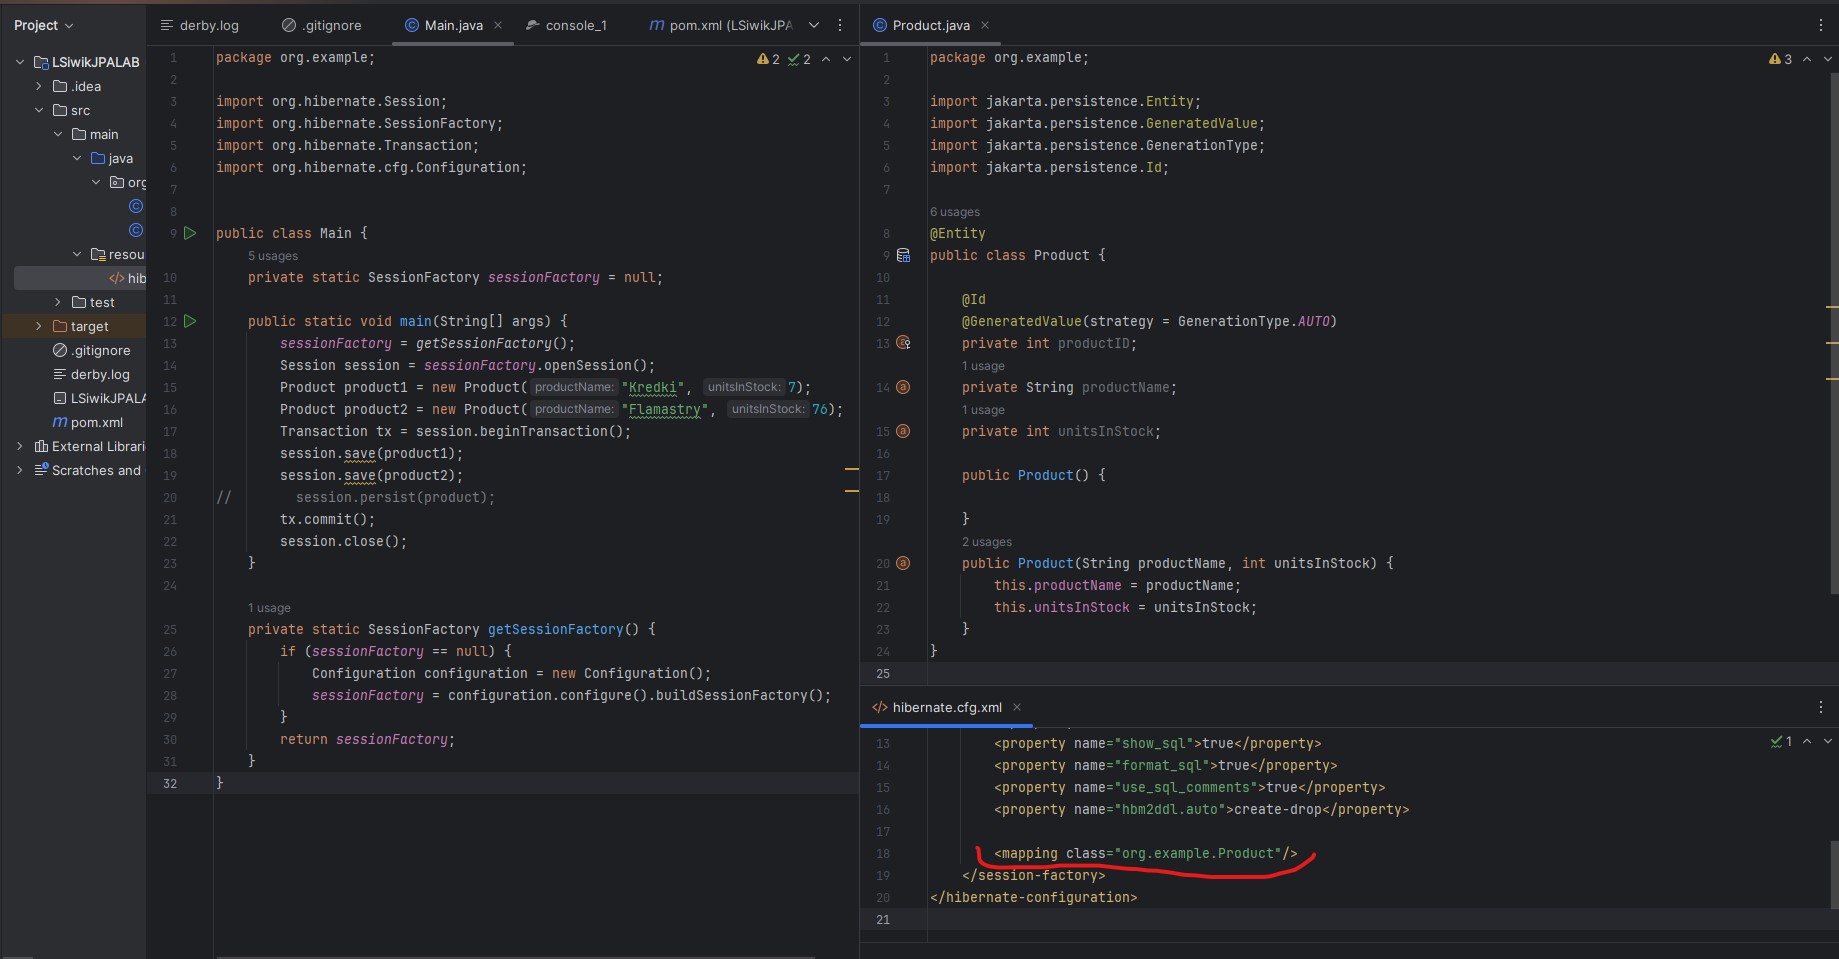 Project
LSiwikJPALAB
.idea
src
main
java
org
resou
hib
test
target
.gitignore
derby.log
LSiwikJPALA
pom.xml
External Librari
Scratches and
derby.log
.gitignore
Main.java
console_1
pom.xml (LSiwikJPA
2 2
1 package org.example;
2
3 import org.hibernate.Session;
4 import org.hibernate.SessionFactory;
5 import org.hibernate.Transaction;
6 import org.hibernate.cfg.Configuration;
7
8
9 public class Main {
5 usages
10 private static SessionFactory sessionFactory = null;
11
12 public static void main(String[] args) {
13 sessionFactory = getSessionFactory();
14 Session session = sessionFactory.openSession();
15 Product product1 = new Product( productName: "Kredki", unitsInStock: 7);
16 Product product2 = new Product( productName: "Flamastry", unitsInStock: 76);
17 Transaction tx = session.beginTransaction();
18 session.save(product1);
19 session.save(product2);
20 // session.persist(product);
21 tx.commit();
22 session.close();
23 }
24
1 usage
25 private static SessionFactory getSessionFactory() {
26 if (sessionFactory == null) {
27 Configuration configuration = new Configuration();
28 sessionFactory = configuration.configure().buildSessionFactory();
29 }
30 return sessionFactory;
31 }
32 }
Product.java
3
1 package org.example;
2
3 import jakarta.persistence.Entity;
4 import jakarta.persistence.GeneratedValue;
5 import jakarta.persistence.GenerationType;
6 import jakarta.persistence.Id;
7
6 usages
8 @Entity
9 public class Product {
10
11 @Id
12 @GeneratedValue(strategy = GenerationType.AUTO)
13 private int productID;
1 usage
14 private String productName;
1 usage
15 private int unitsInStock;
16
17 public Product() {
18
19 }
2 usages
20 public Product(String productName, int unitsInStock) {
21 this.productName = productName;
22 this.unitsInStock = unitsInStock;
23 }
24 }
25
hibernate.cfg.xml
1
13 <property name="show_sql">true</property>
14 <property name="format_sql">true</property>
15 <property name="use_sql_comments">true</property>
16 <property name="hbm2ddl.auto">create-drop</property>
17
18 <mapping class="org.example.Product"/>
19 </session-factory>
20 </hibernate-configuration>
21